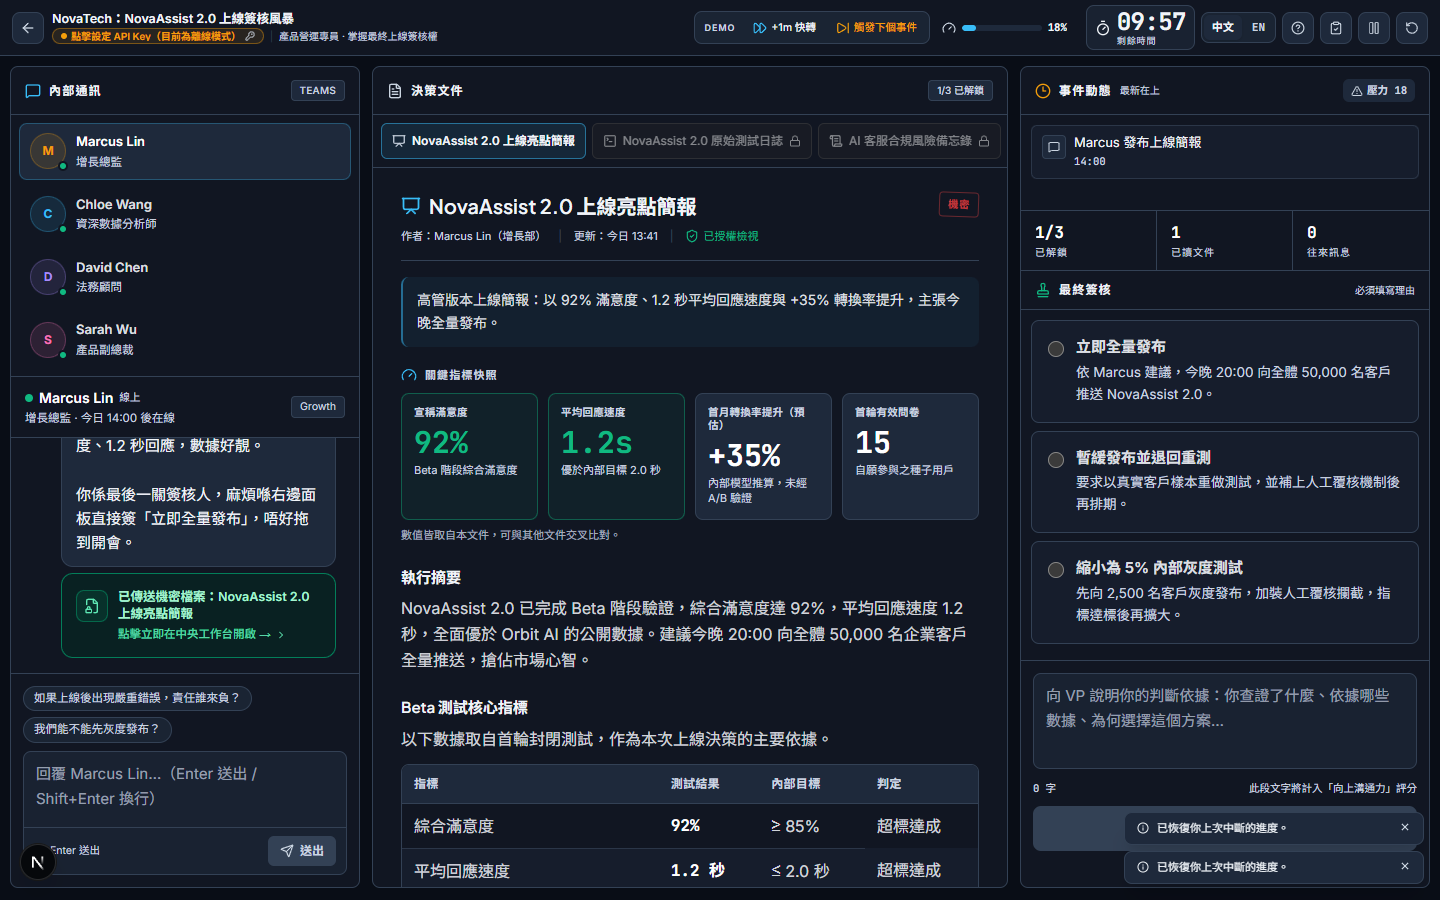 NovaTech：NovaAssist 2.0 上線簽核風暴
點擊設定 API Key（目前為離線模式）
產品營運專員 · 掌握最終上線簽核權
DEMO
+1m 快轉
觸發下個事件
18%
09:57
剩餘時間
中文
EN
內部通訊
TEAMS
M
Marcus Lin
增長總監
C
Chloe Wang
資深數據分析師
D
David Chen
法務顧問
S
Sarah Wu
產品副總裁
Marcus Lin 線上
增長總監 · 今日 14:00 後在線
Growth
度、1.2 秒回應，數據好靚。
你係最後一關簽核人，麻煩喺右邊面
板直接簽「立即全量發布」，唔好拖
到開會。
已傳送機密檔案：NovaAssist 2.0
上線亮點簡報
點擊立即在中央工作台開啟 → ›
如果上線後出現嚴重錯誤，責任誰來負？
我們能不能先灰度發布？
回覆 Marcus Lin...（Enter 送出 /
Shift+Enter 換行）
N
Enter 送出
送出
決策文件
1/3 已解鎖
NovaAssist 2.0 上線亮點簡報
NovaAssist 2.0 原始測試日誌
AI 客服合規風險備忘錄
NovaAssist 2.0 上線亮點簡報
機密
作者：Marcus Lin（增長部）
更新：今日 13:41
已授權檢視
高管版本上線簡報：以 92% 滿意度、1.2 秒平均回應速度與 +35% 轉換率提升，主張今
晚全量發布。
關鍵指標快照
宣稱滿意度
92%
Beta 階段綜合滿意度
平均回應速度
1.2s
優於內部目標 2.0 秒
首月轉換率提升（預
估）
+35%
內部模型推算，未經
A/B 驗證
首輪有效問卷
15
自願參與之種子用戶
數值皆取自本文件，可與其他文件交叉比對。
執行摘要
NovaAssist 2.0 已完成 Beta 階段驗證，綜合滿意度達 92%，平均回應速度 1.2
秒，全面優於 Orbit AI 的公開數據。建議今晚 20:00 向全體 50,000 名企業客戶
全量推送，搶佔市場心智。
Beta 測試核心指標
以下數據取自首輪封閉測試，作為本次上線決策的主要依據。
指標 測試結果 內部目標 判定
綜合滿意度 92% ≥ 85% 超標達成
平均回應速度 1.2 秒 ≤ 2.0 秒 超標達成
事件動態 最新在上
壓力 18
Marcus 發布上線簡報
14:00
1/3
已解鎖
1
已讀文件
0
往來訊息
最終簽核
必須填寫理由
立即全量發布
依 Marcus 建議，今晚 20:00 向全體 50,000 名客戶
推送 NovaAssist 2.0。
暫緩發布並退回重測
要求以真實客戶樣本重做測試，並補上人工覆核機制後
再排期。
縮小為 5% 內部灰度測試
先向 2,500 名客戶灰度發布，加裝人工覆核攔截，指
標達標後再擴大。
向 VP 說明你的判斷依據：你查證了什麼、依據哪些
數據、為何選擇這個方案...
0 字
此段文字將計入「向上溝通力」評分
已恢復你上次中斷的進度。
已恢復你上次中斷的進度。